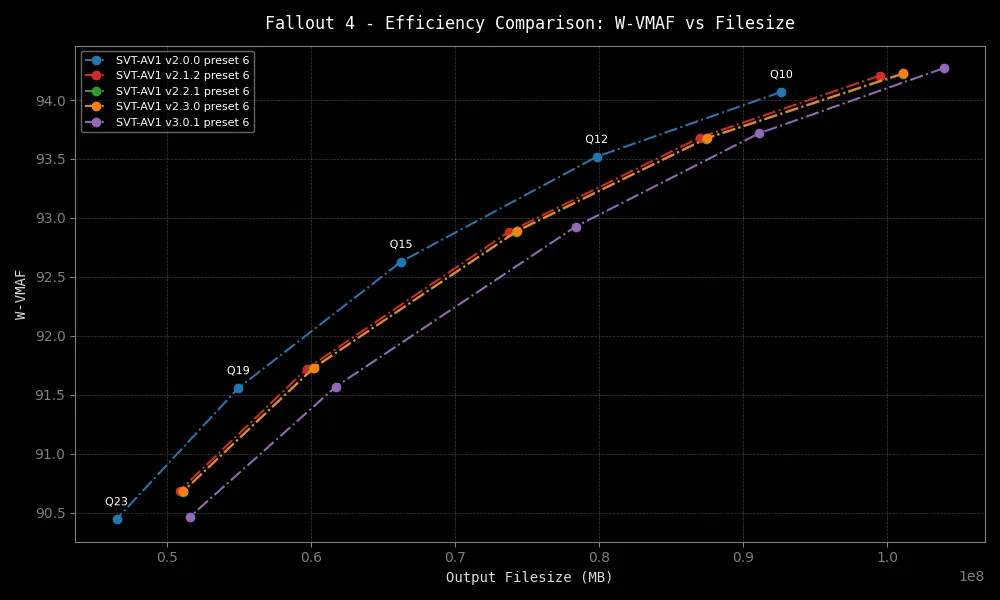 Fallout 4 - Efficiency Comparison: W-VMAF vs Filesize
SVT-AV1 v2.0.0 preset 6
SVT-AV1 v2.1.2 preset 6
SVT-AV1 v2.2.1 preset 6
SVT-AV1 v2.3.0 preset 6
SVT-AV1 v3.0.1 preset 6
Q10
Q12
Q15
Q19
Q23
W-VMAF
94.0
93.5
93.0
92.5
92.0
91.5
91.0
90.5
0.5 0.6 0.7 0.8 0.9 1.0
1e8
Output Filesize (MB)